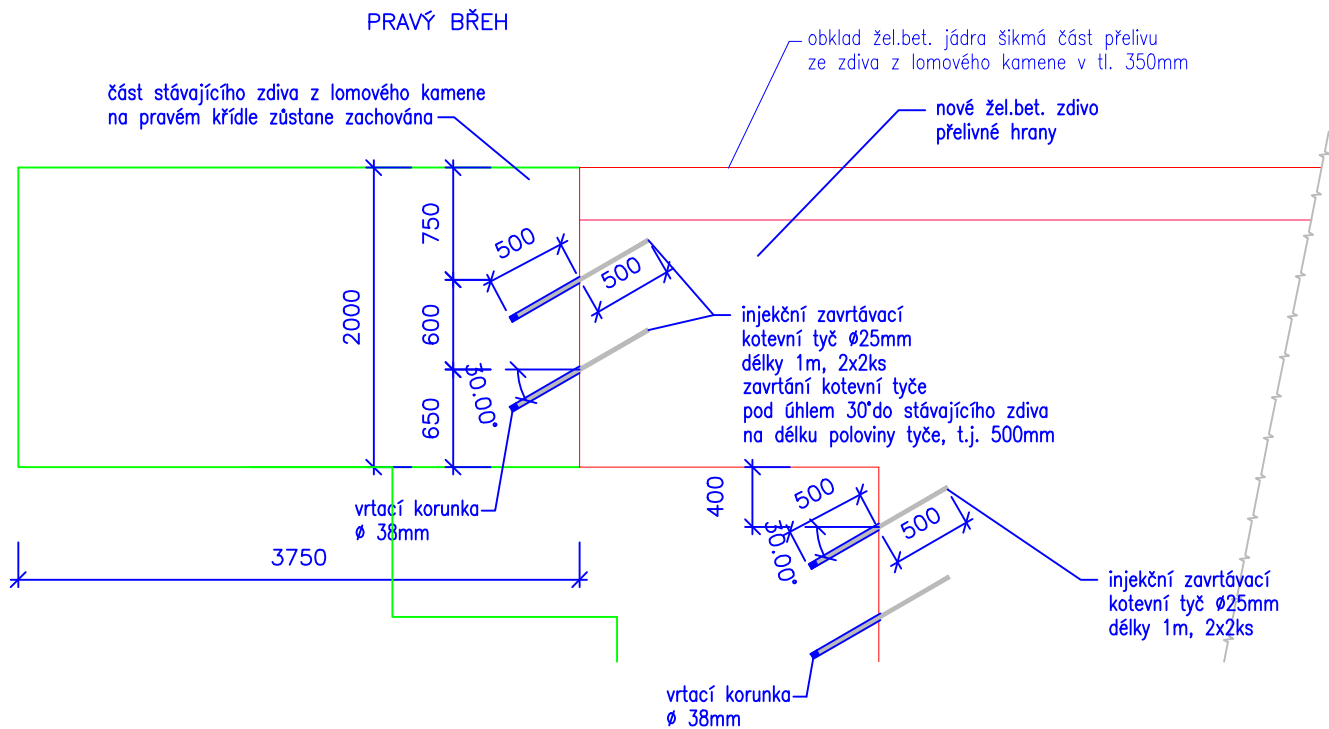 PRAVÝ BŘEH
obklad žel.bet. jádra šikmá část přelivu
ze zdiva z lomového kamene v tl. 350mm
část stávajícího zdiva z lomového kamene
na pravém křídle zůstane zachována
nové žel.bet. zdivo
přelivné hrany
750
500
500
2000
600
injekční zavrtávací
kotevní tyč ø25mm
délky 1m, 2x2ks
zavrtání kotevní tyče
pod úhlem 30°do stávajícího zdiva
na délku poloviny tyče, t.j. 500mm
30.00°
650
400
500
500
30.00°
vrtací korunka
ø 38mm
3750
injekční zavrtávací
kotevní tyč ø25mm
délky 1m, 2x2ks
vrtací korunka
ø 38mm